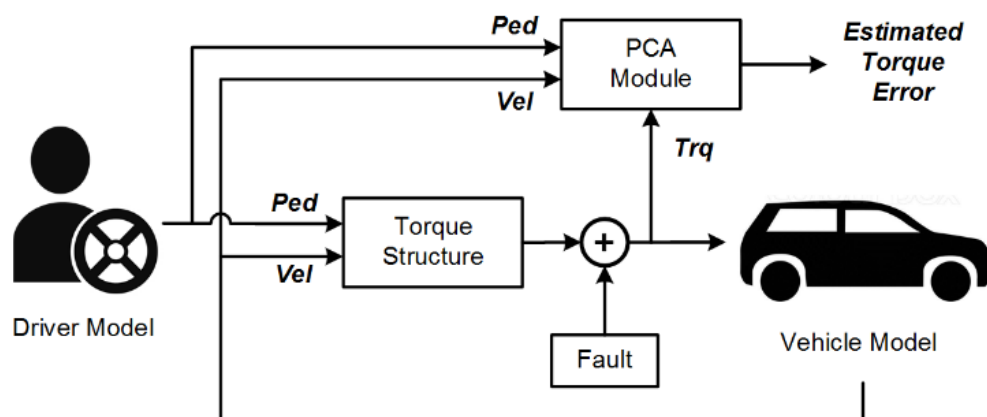 Ped
PCA
Module
Estimated
Torque
Error
Vel
Trq
Ped
Torque
Structure
+
Vel
Driver Model
Fault
Vehicle Model